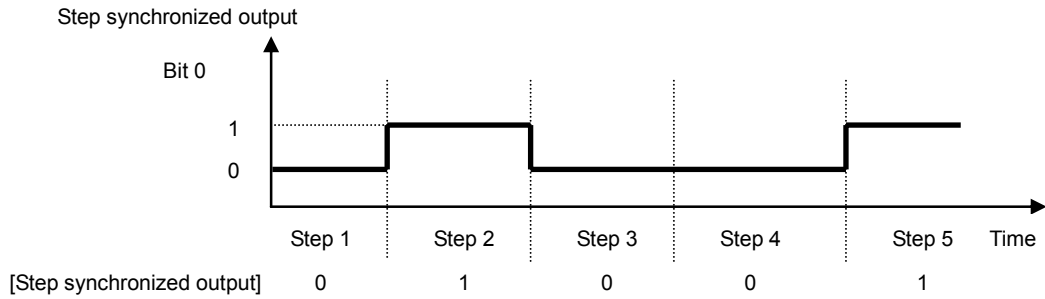 Step synchronized output
Bit 0
1
0
Step 1 Step 2 Step 3 Step 4 Step 5 Time
[Step synchronized output] 0 1 0 0 1